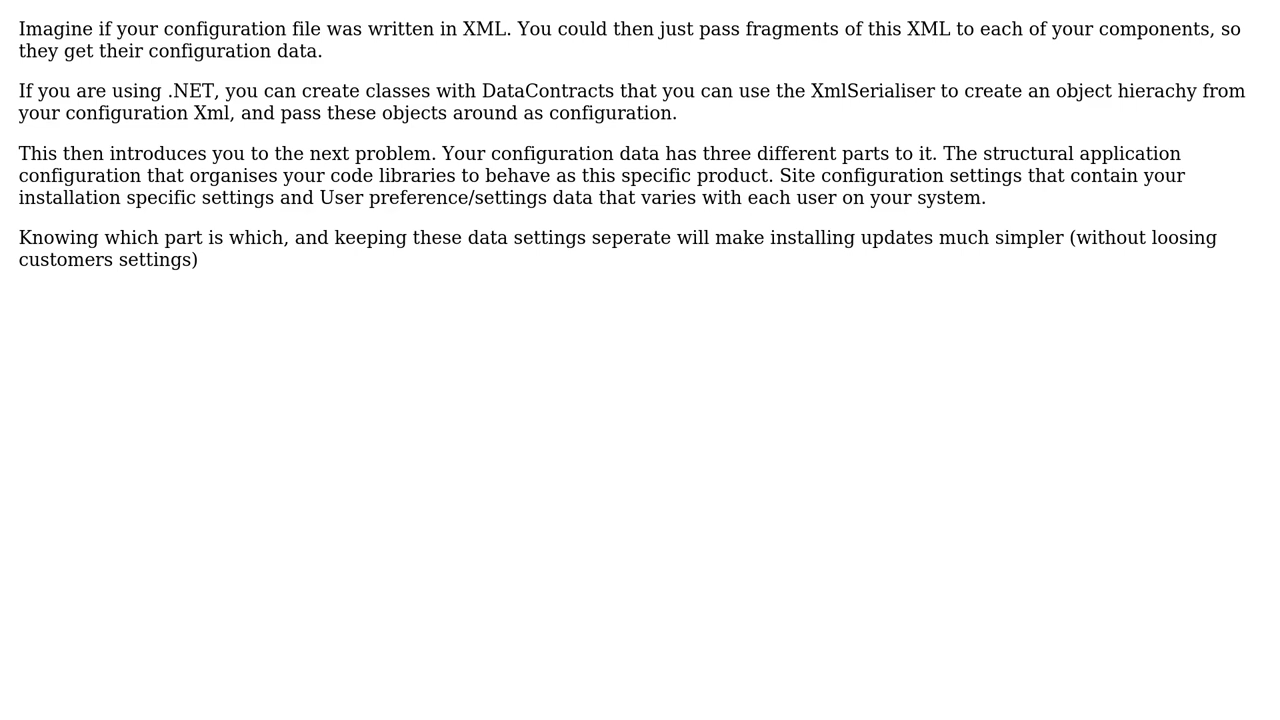 Imagine if your configuration file was written in XML. You could then just pass fragments of this XML to each of your components, so
they get their configuration data.
If you are using .NET, you can create classes with DataContracts that you can use the XmlSerialiser to create an object hierachy from
your configuration Xml, and pass these objects around as configuration.
This then introduces you to the next problem. Your configuration data has three different parts to it. The structural application
configuration that organises your code libraries to behave as this specific product. Site configuration settings that contain your
installation specific settings and User preference/settings data that varies with each user on your system.
Knowing which part is which, and keeping these data settings seperate will make installing updates much simpler (without loosing
customers settings)